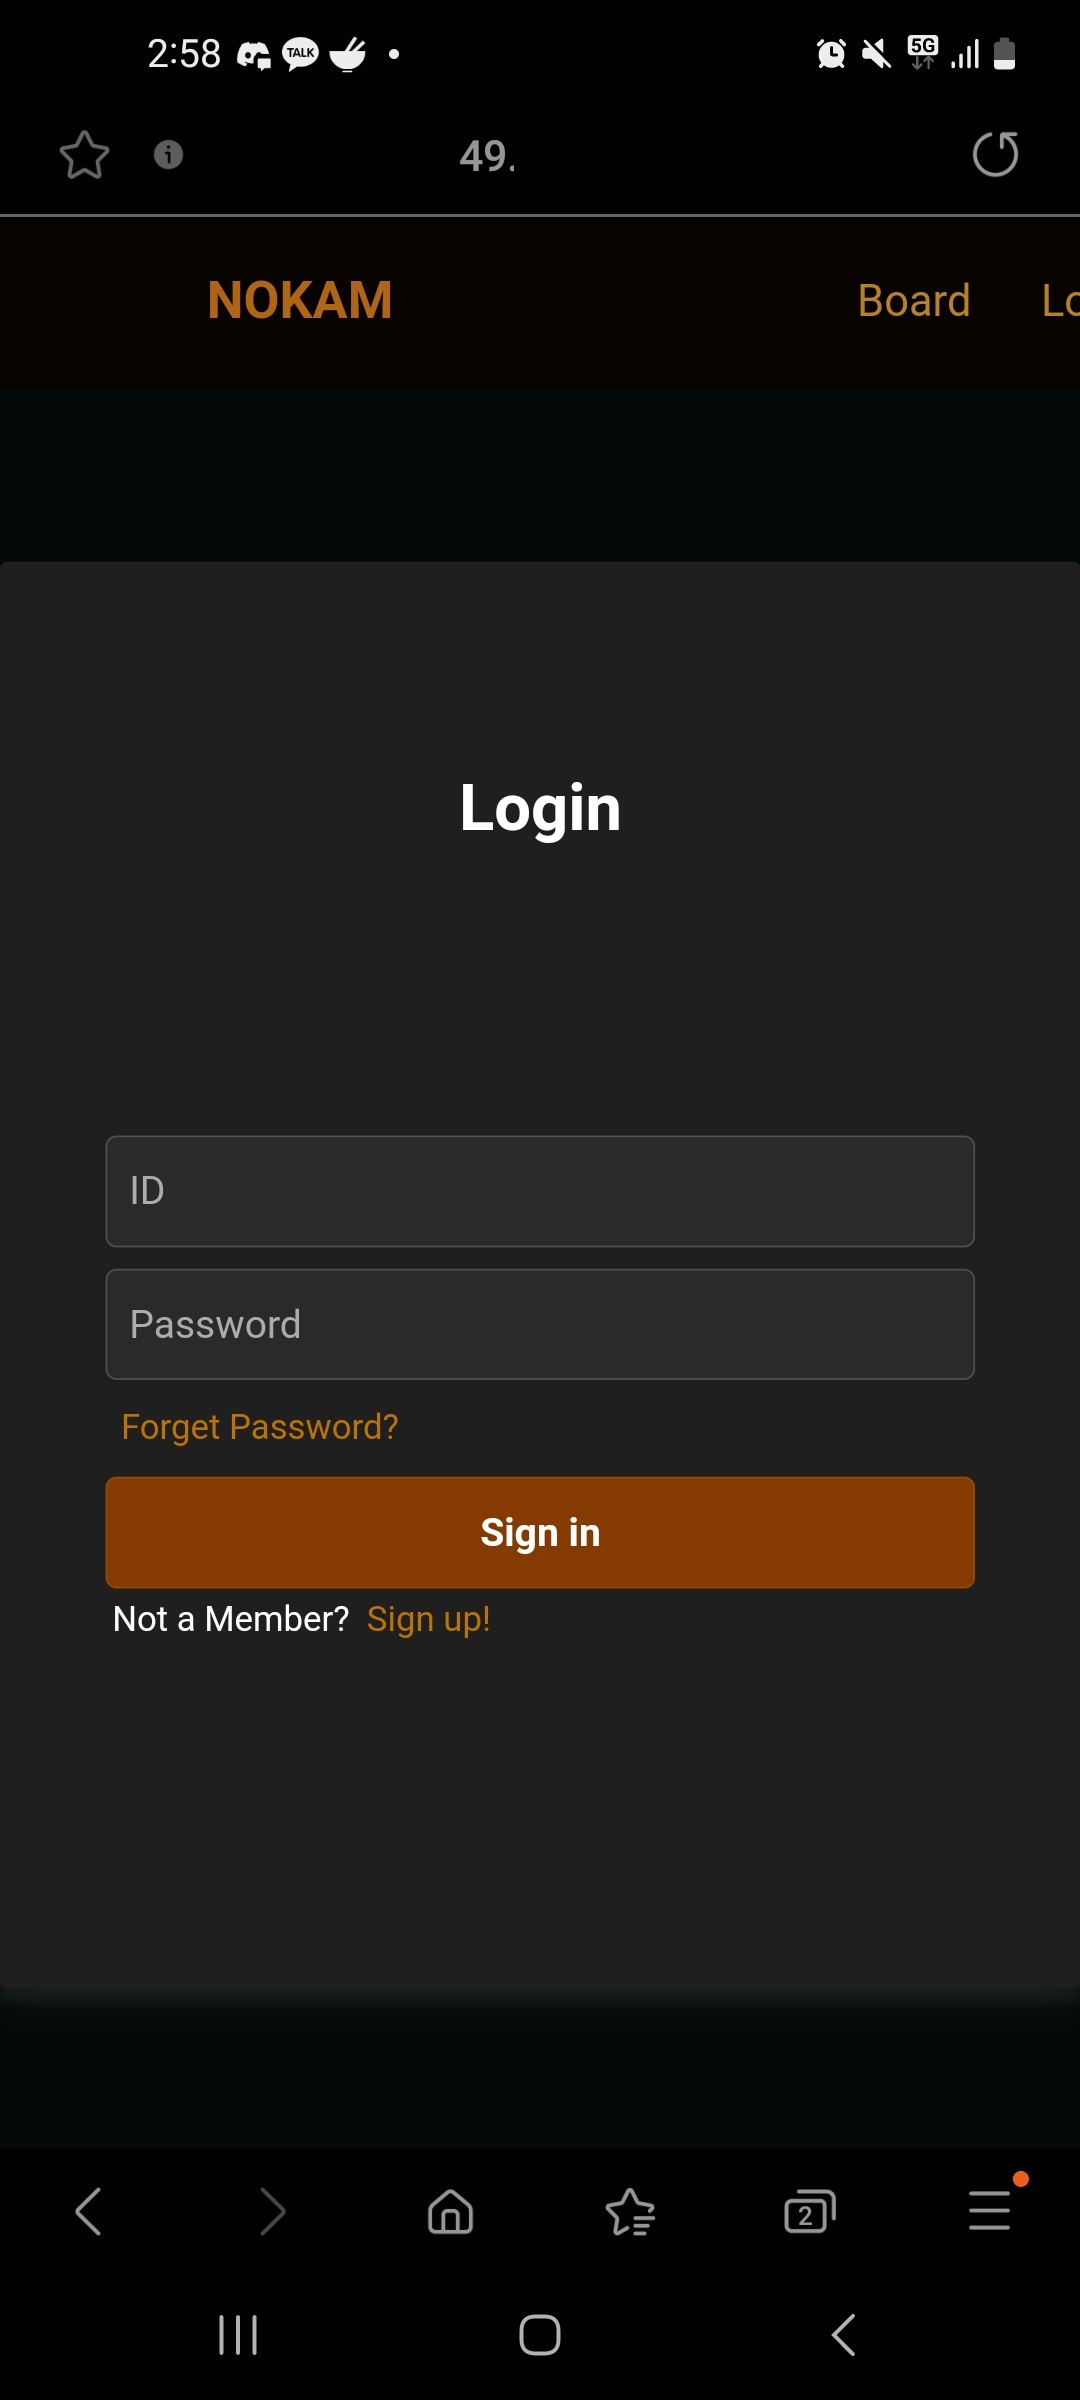 2:58 TALK 5G
49.
NOKAM Board Lo
Login
ID
Password
Forget Password?
Sign in
Not a Member? Sign up!
2